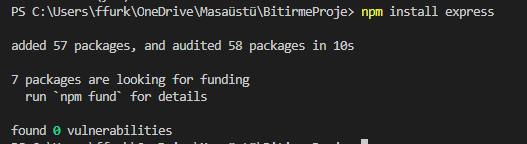 PS C:\Users\ffurk\OneDrive\Masaüstü\BitirmeProje> npm install express
added 57 packages, and audited 58 packages in 10s
7 packages are looking for funding
run `npm fund` for details
found 0 vulnerabilities